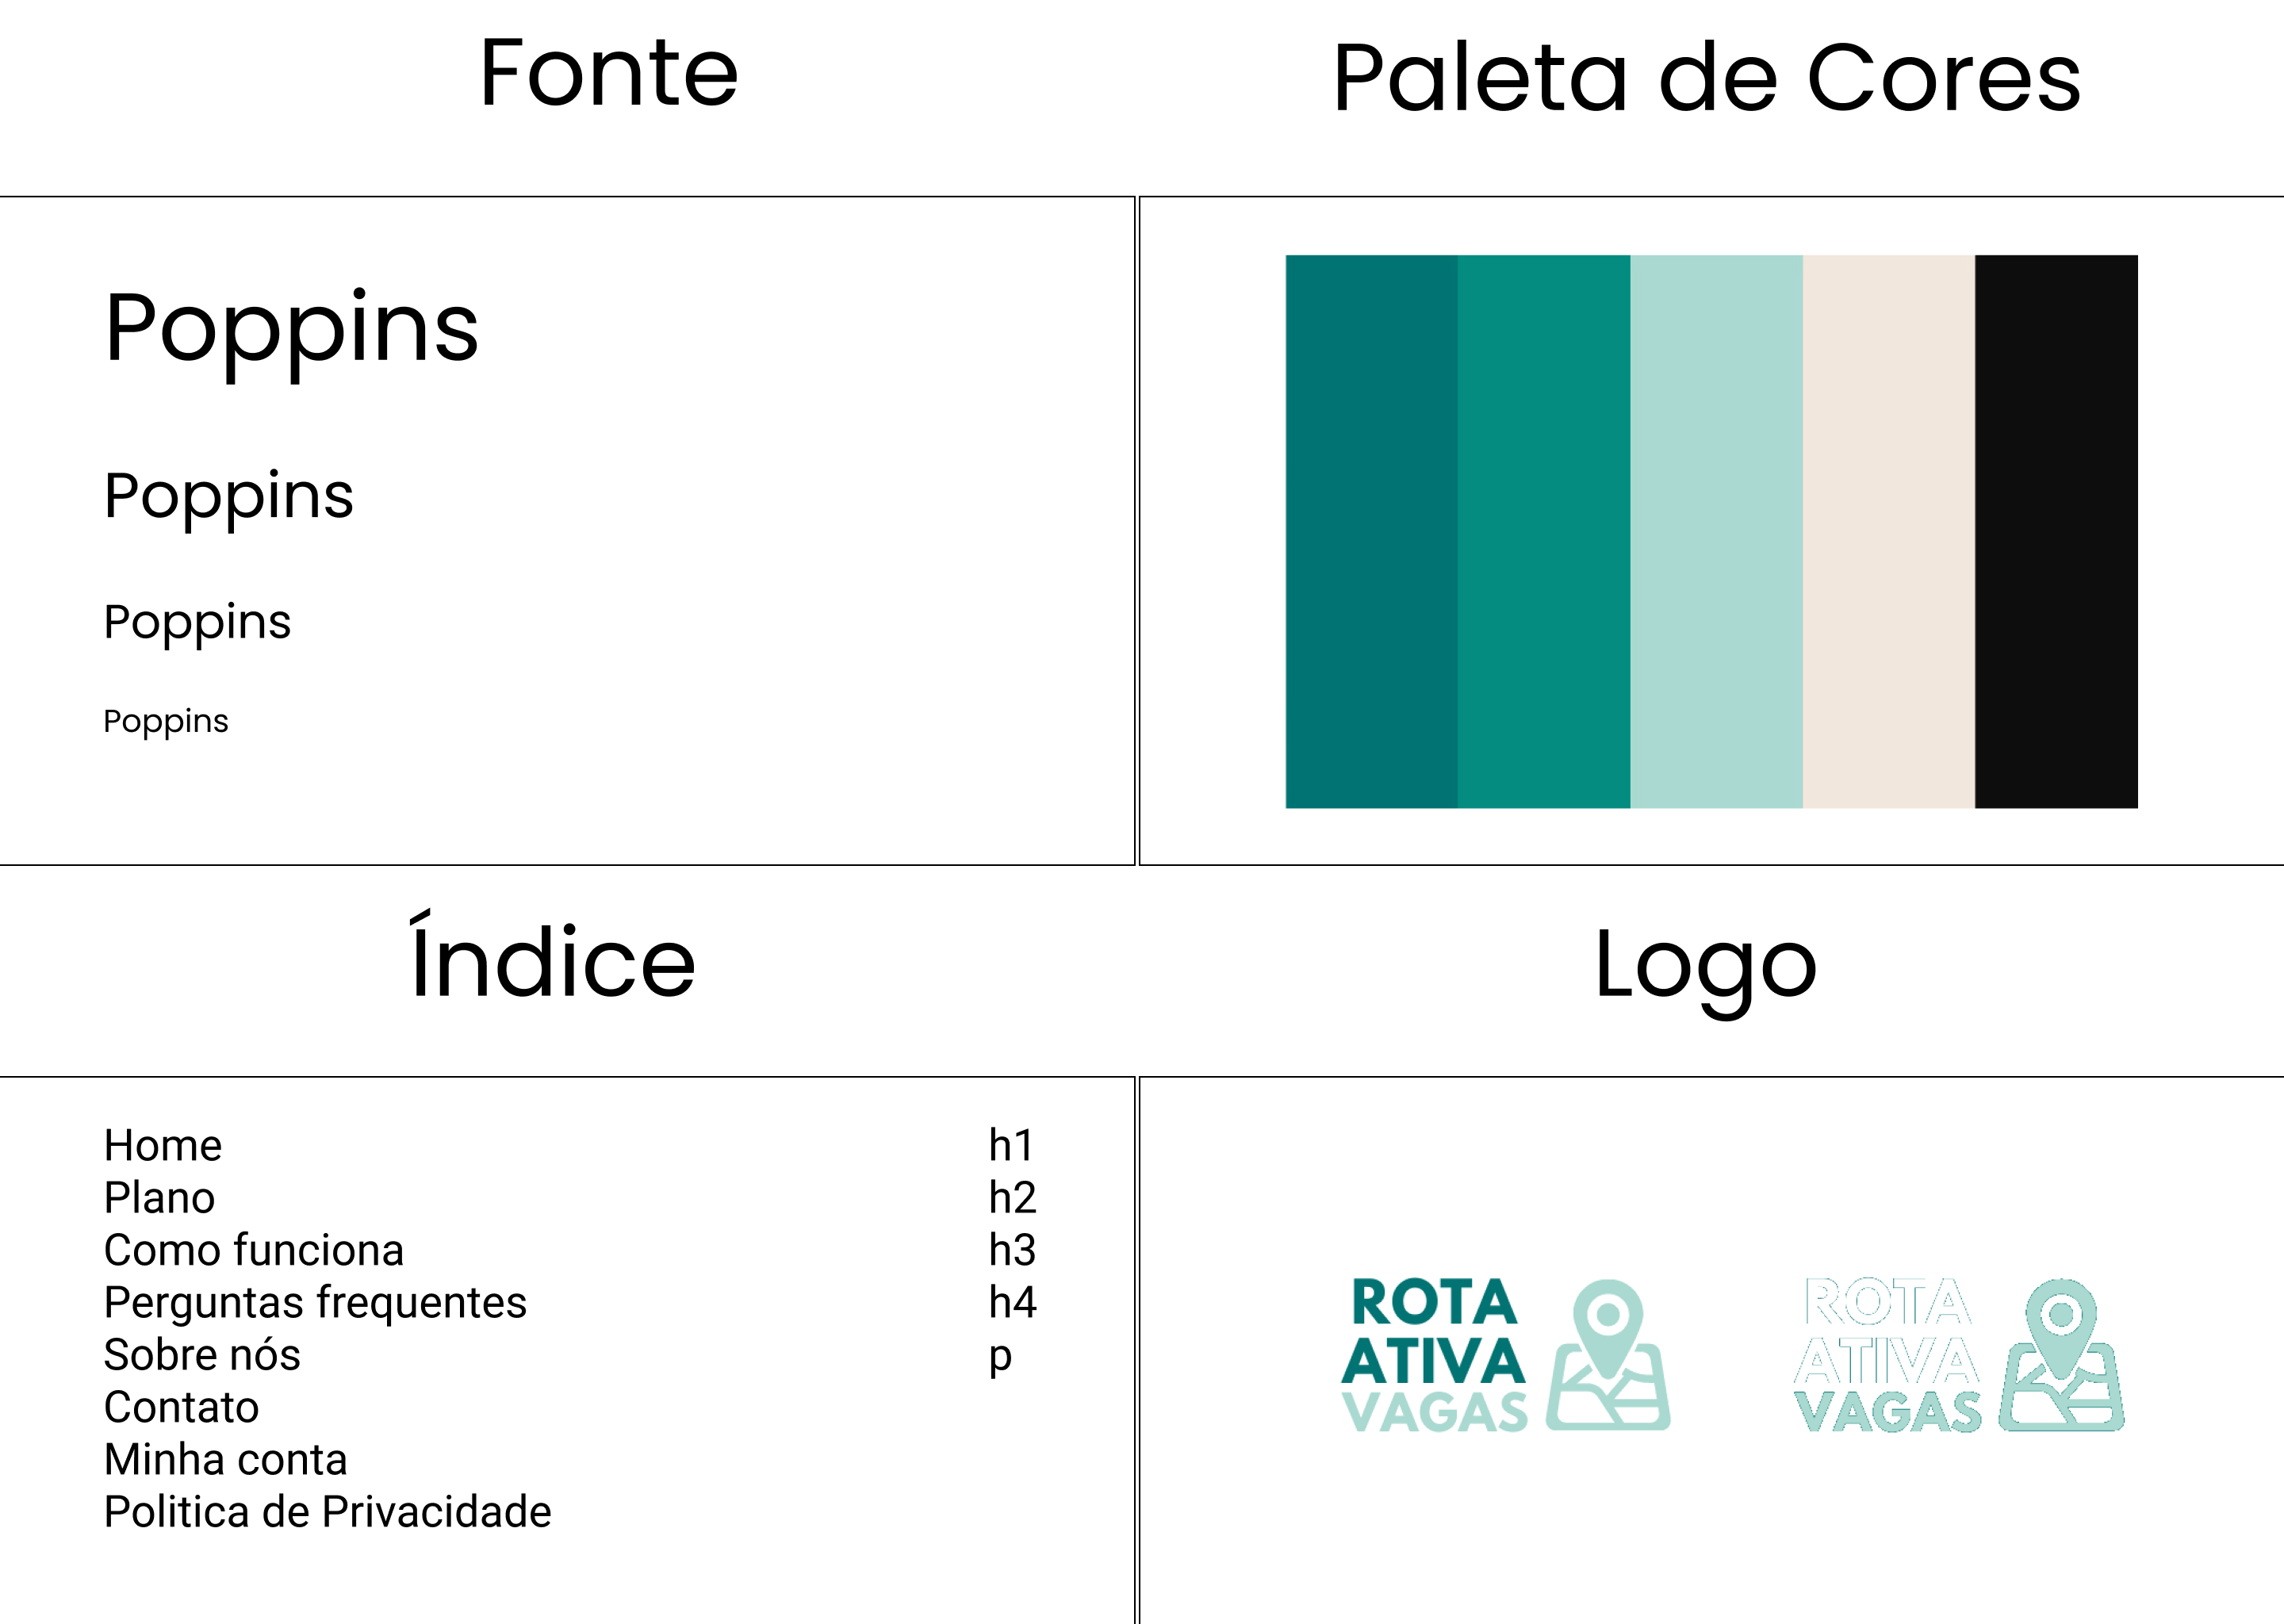 Fonte
Paleta de Cores
Poppins
Poppins
Poppins
Poppins
Índice
Logo
Home
Plano
Como funciona
Perguntas frequentes
Sobre nós
Contato
Minha conta
Politica de Privacidade
h1
h2
h3
h4
p
ROTA
ATIVA
VAGAS
ROTA
ATIVA
VAGAS